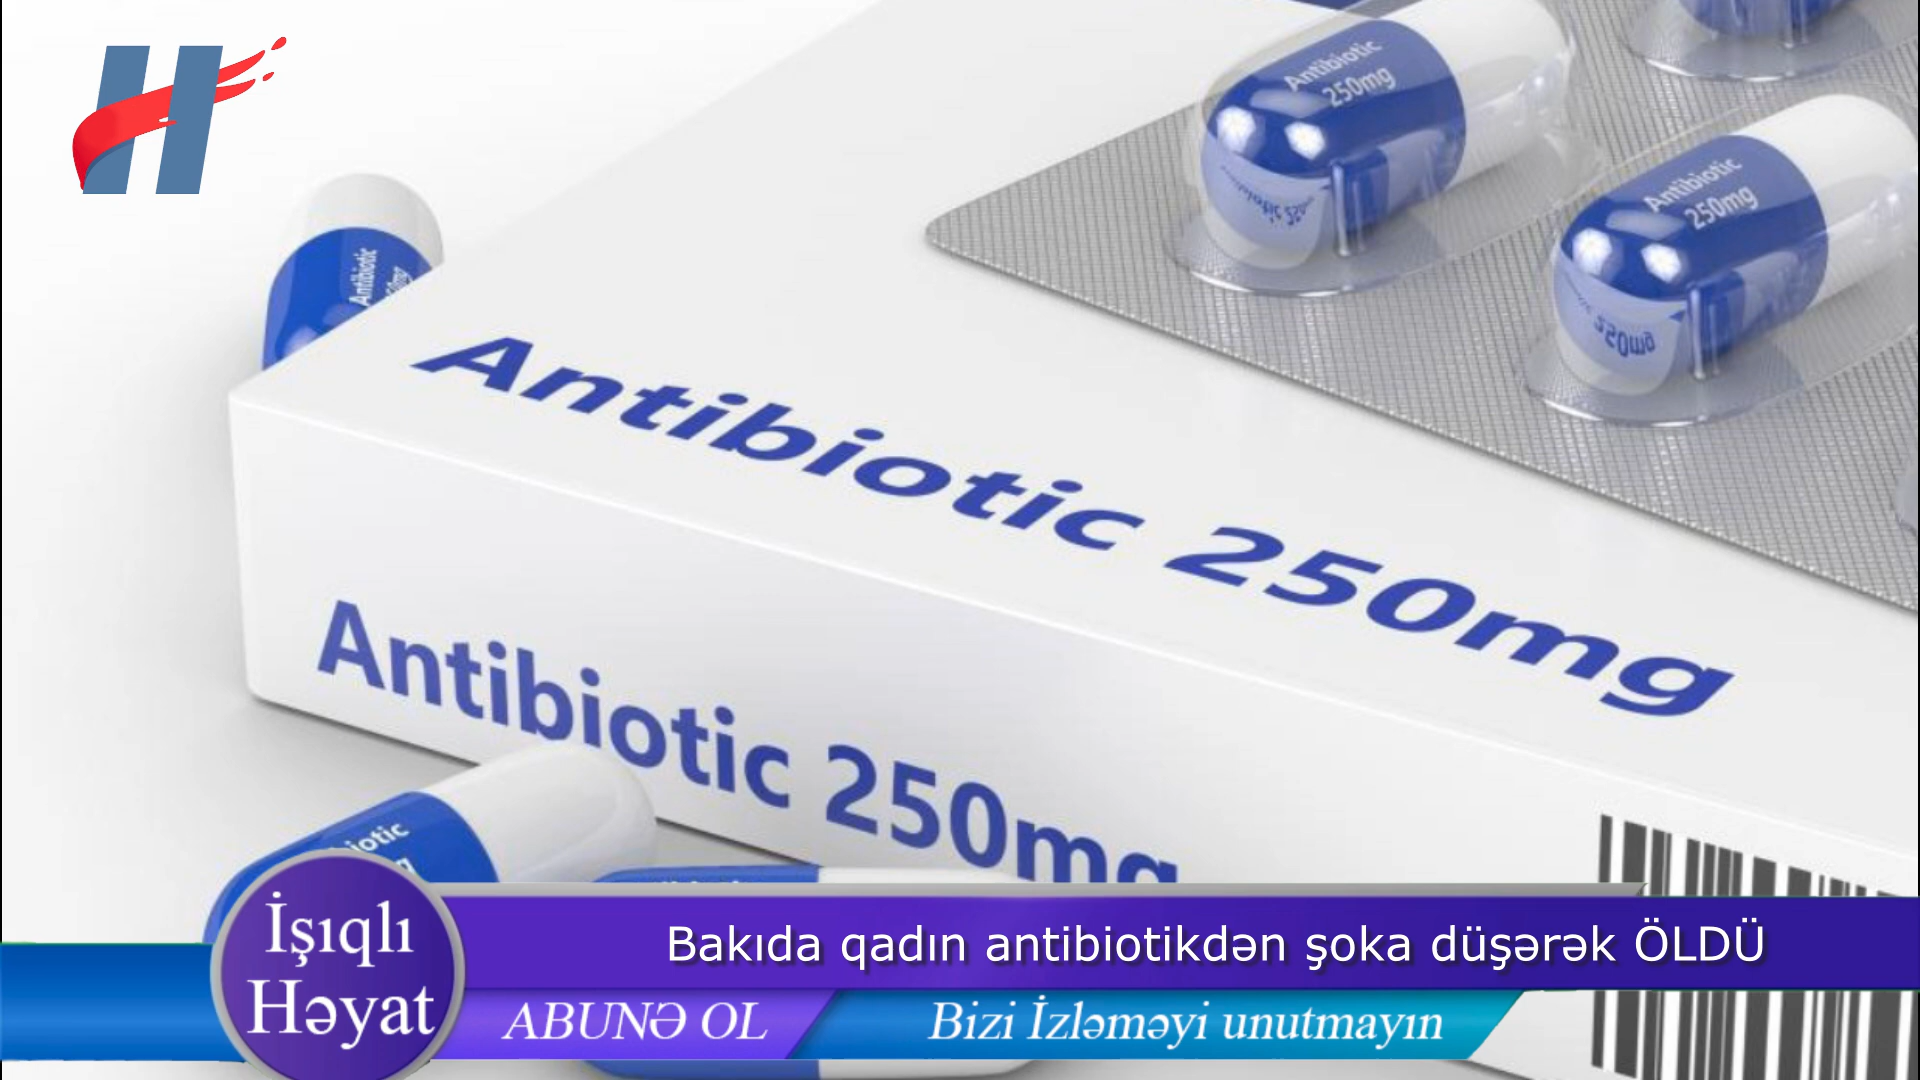 Antibiotic
250mg
Antibiotic
250mg
Antibiotic
Antibiotic 250mg
Antibiotic 250mg
İşıqlı
Həyat
Bakıda qadın antibiotikdən şoka düşərək ÖLDÜ
ABUNƏ OL
Bizi İzləməyi unutmayın